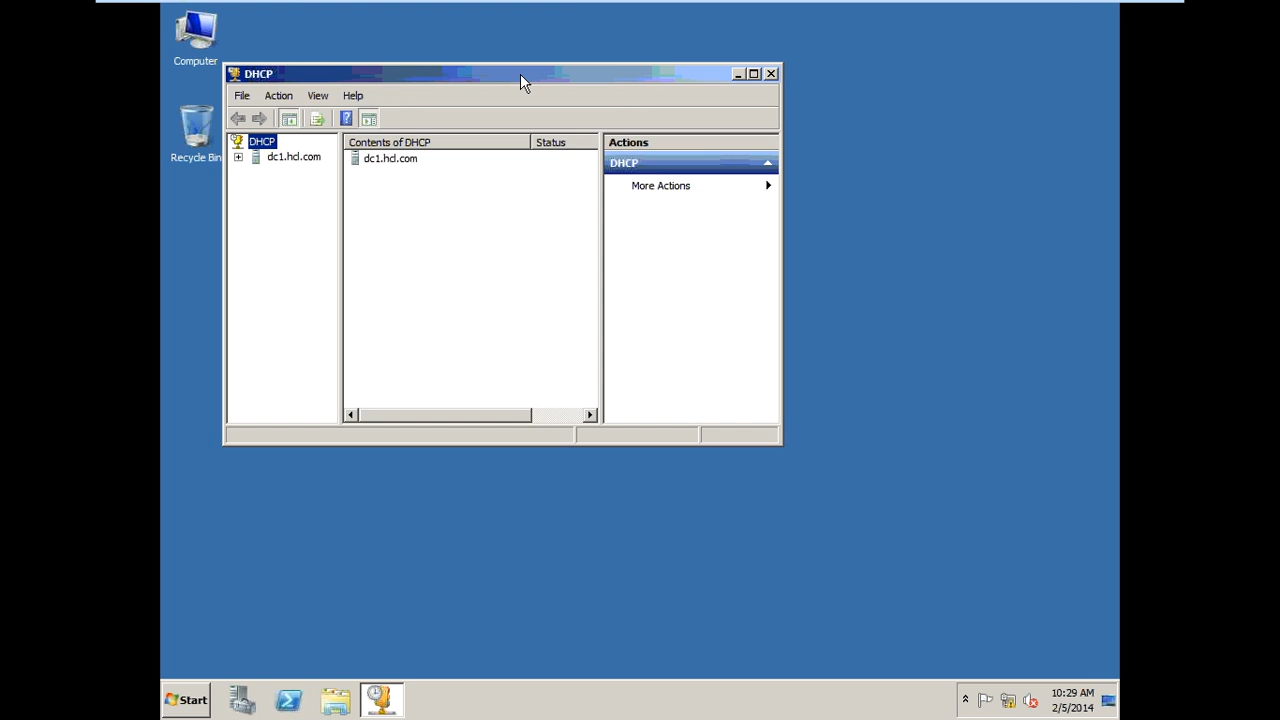 Computer
Recycle Bin
DHCP
File Action View Help
DHCP
dc1.hcl.com
Contents of DHCP Status
dc1.hcl.com
Actions
DHCP
More Actions
Start
10:29 AM
2/5/2014